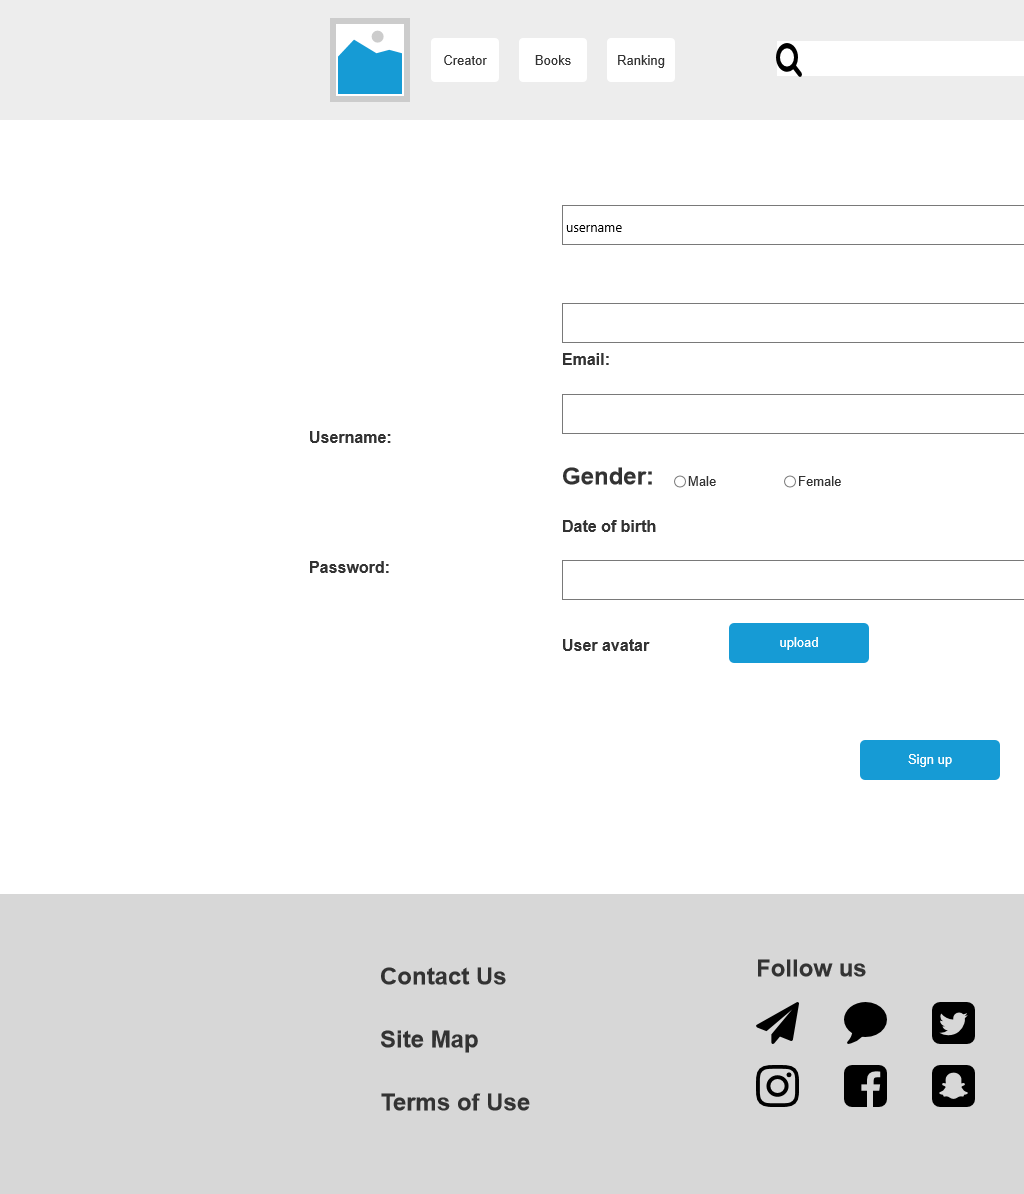 Creator
Books
Ranking
username
Email:
Username:
Gender:
Male
Female
Date of birth
Password:
User avatar
upload
Sign up
Contact Us
Follow us
Site Map
Terms of Use